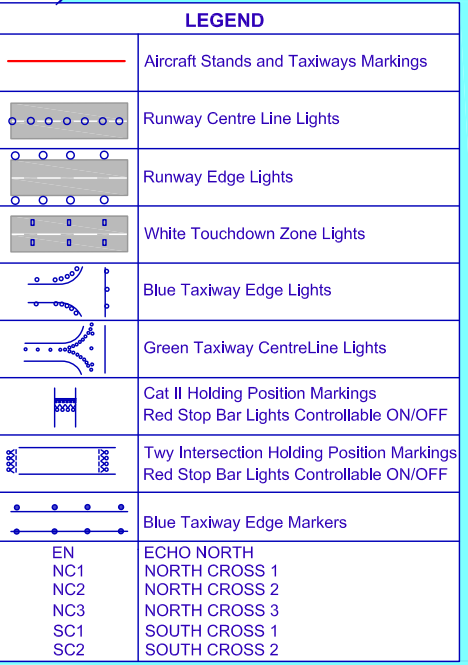 LEGEND
Aircraft Stands and Taxiways Markings
Runway Centre Line Lights
Runway Edge Lights
White Touchdown Zone Lights
Blue Taxiway Edge Lights
Green Taxiway CentreLine Lights
Cat II Holding Position Markings
Red Stop Bar Lights Controllable ON/OFF
Twy Intersection Holding Position Markings
Red Stop Bar Lights Controllable ON/OFF
Blue Taxiway Edge Markers
EN ECHO NORTH
NC1 NORTH CROSS 1
NC2 NORTH CROSS 2
NC3 NORTH CROSS 3
SC1 SOUTH CROSS 1
SC2 SOUTH CROSS 2